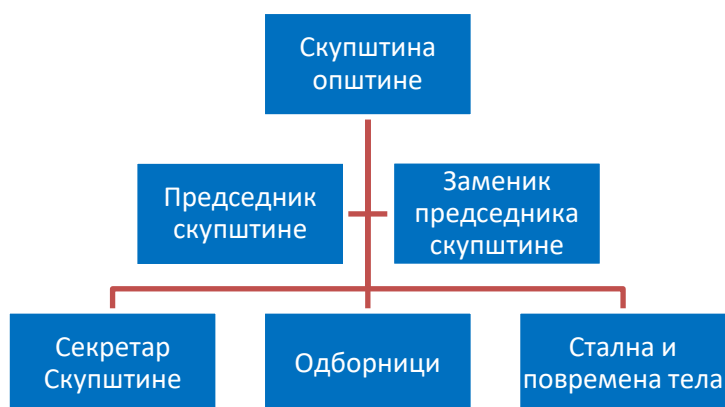 Скупштина
општине
Председник
скупштине
Заменик
председника
скупштине
Секретар
Скупштине
Одборници
Стална и
повремена тела